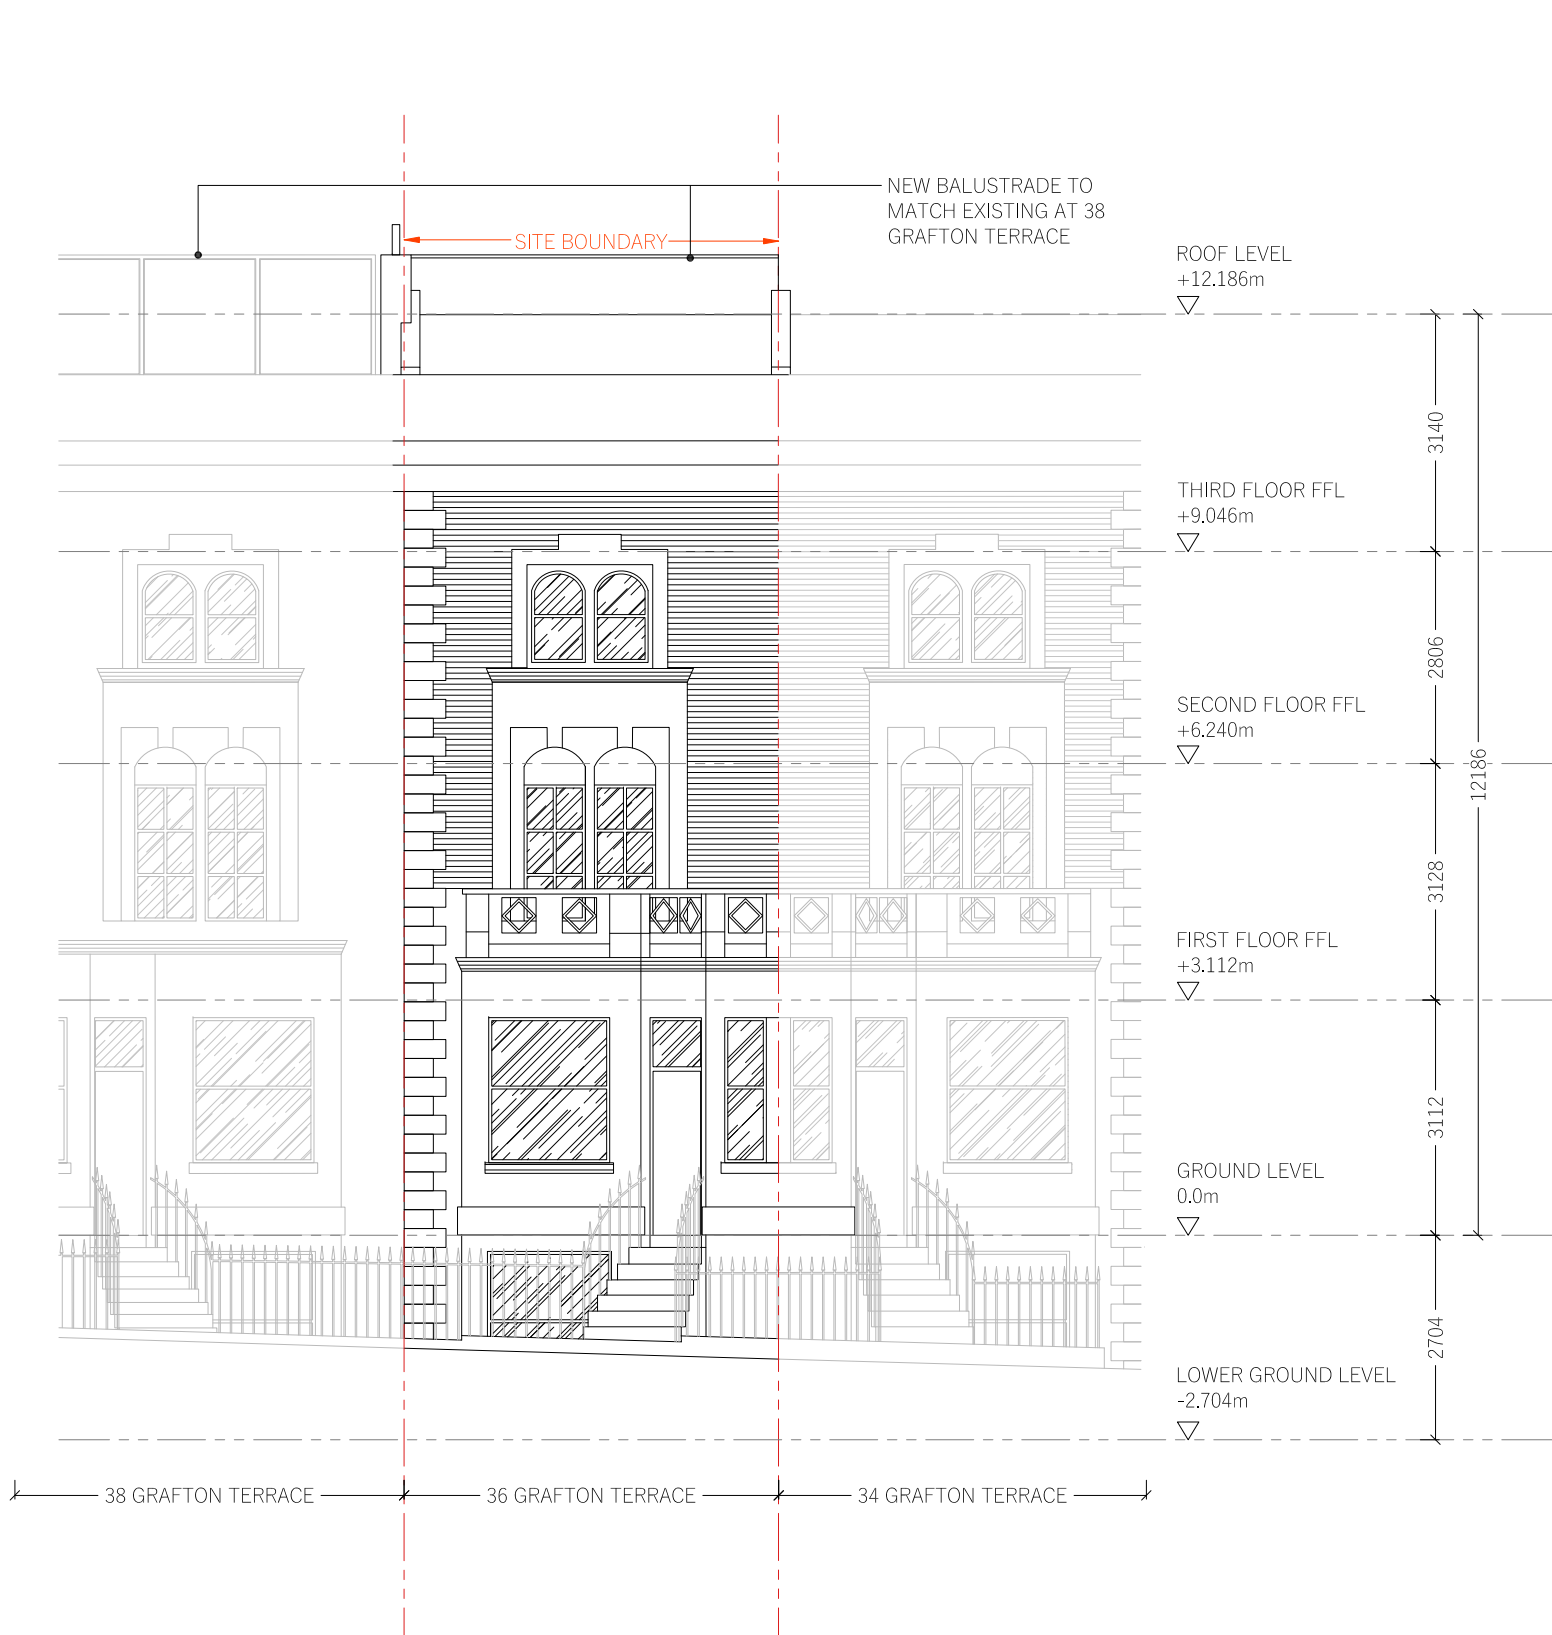 NEW BALUSTRADE TO
MATCH EXISTING AT 38
GRAFTON TERRACE
SITE BOUNDARY
ROOF LEVEL
+12.186m
3140
THIRD FLOOR FFL
+9.046m
2806
SECOND FLOOR FFL
+6.240m
12186
3128
FIRST FLOOR FFL
+3.112m
3112
GROUND LEVEL
0.0m
2704
LOWER GROUND LEVEL
-2.704m
38 GRAFTON TERRACE
36 GRAFTON TERRACE
34 GRAFTON TERRACE